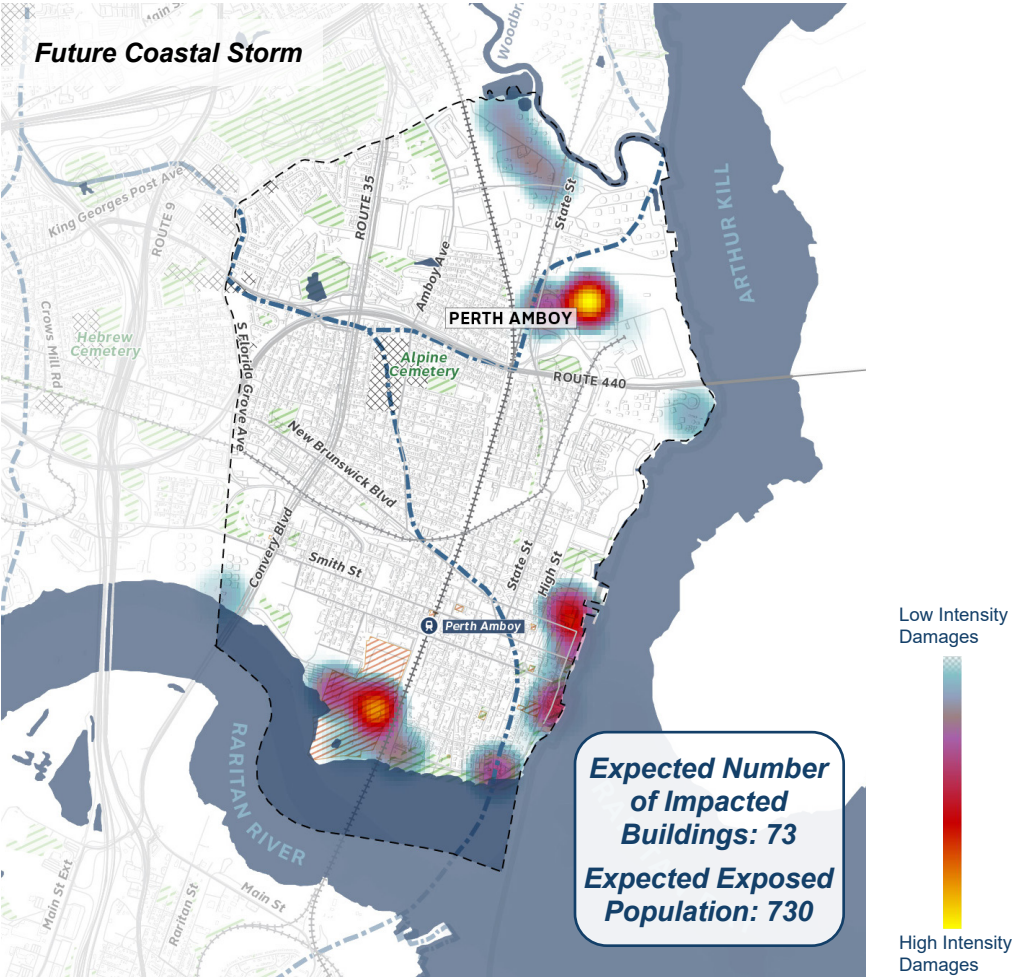 Future Coastal Storm
Main St
Woodbri
King Georges Post Ave
ROUTE 9
ROUTE 35
State St
ARTHUR KILL
Amboy Ave
PERTH AMBOY
Crows Mill Rd
Hebrew
Cemetery
S Florida Grove Ave
Alpine
Cemetery
ROUTE 440
New Brunswick Blvd
Convery Blvd
Smith St
State St
High St
Perth Amboy
RARITAN RIVER
Main St Ext
Raritan St
Main St
Expected Number
of Impacted
Buildings: 73
Expected Exposed
Population: 730
Low Intensity
Damages
High Intensity
Damages